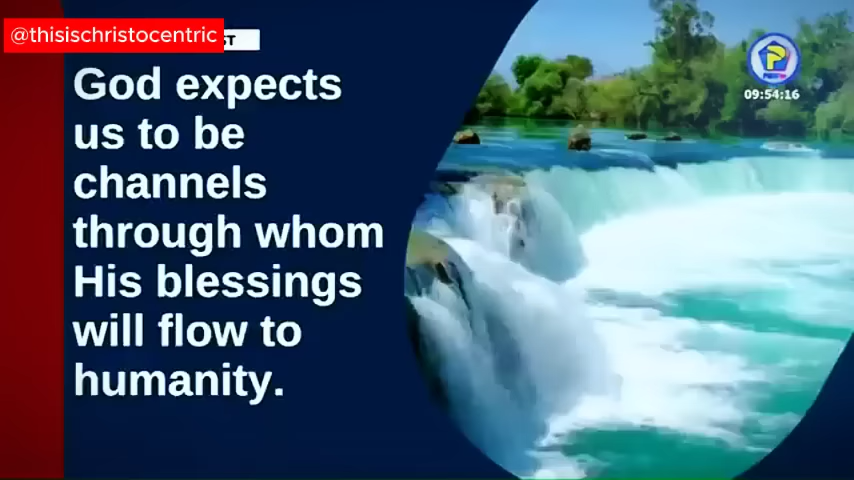 @thisischristocentric
God expects
us to be
channels
through whom
His blessings
will flow to
humanity.
09:54:16